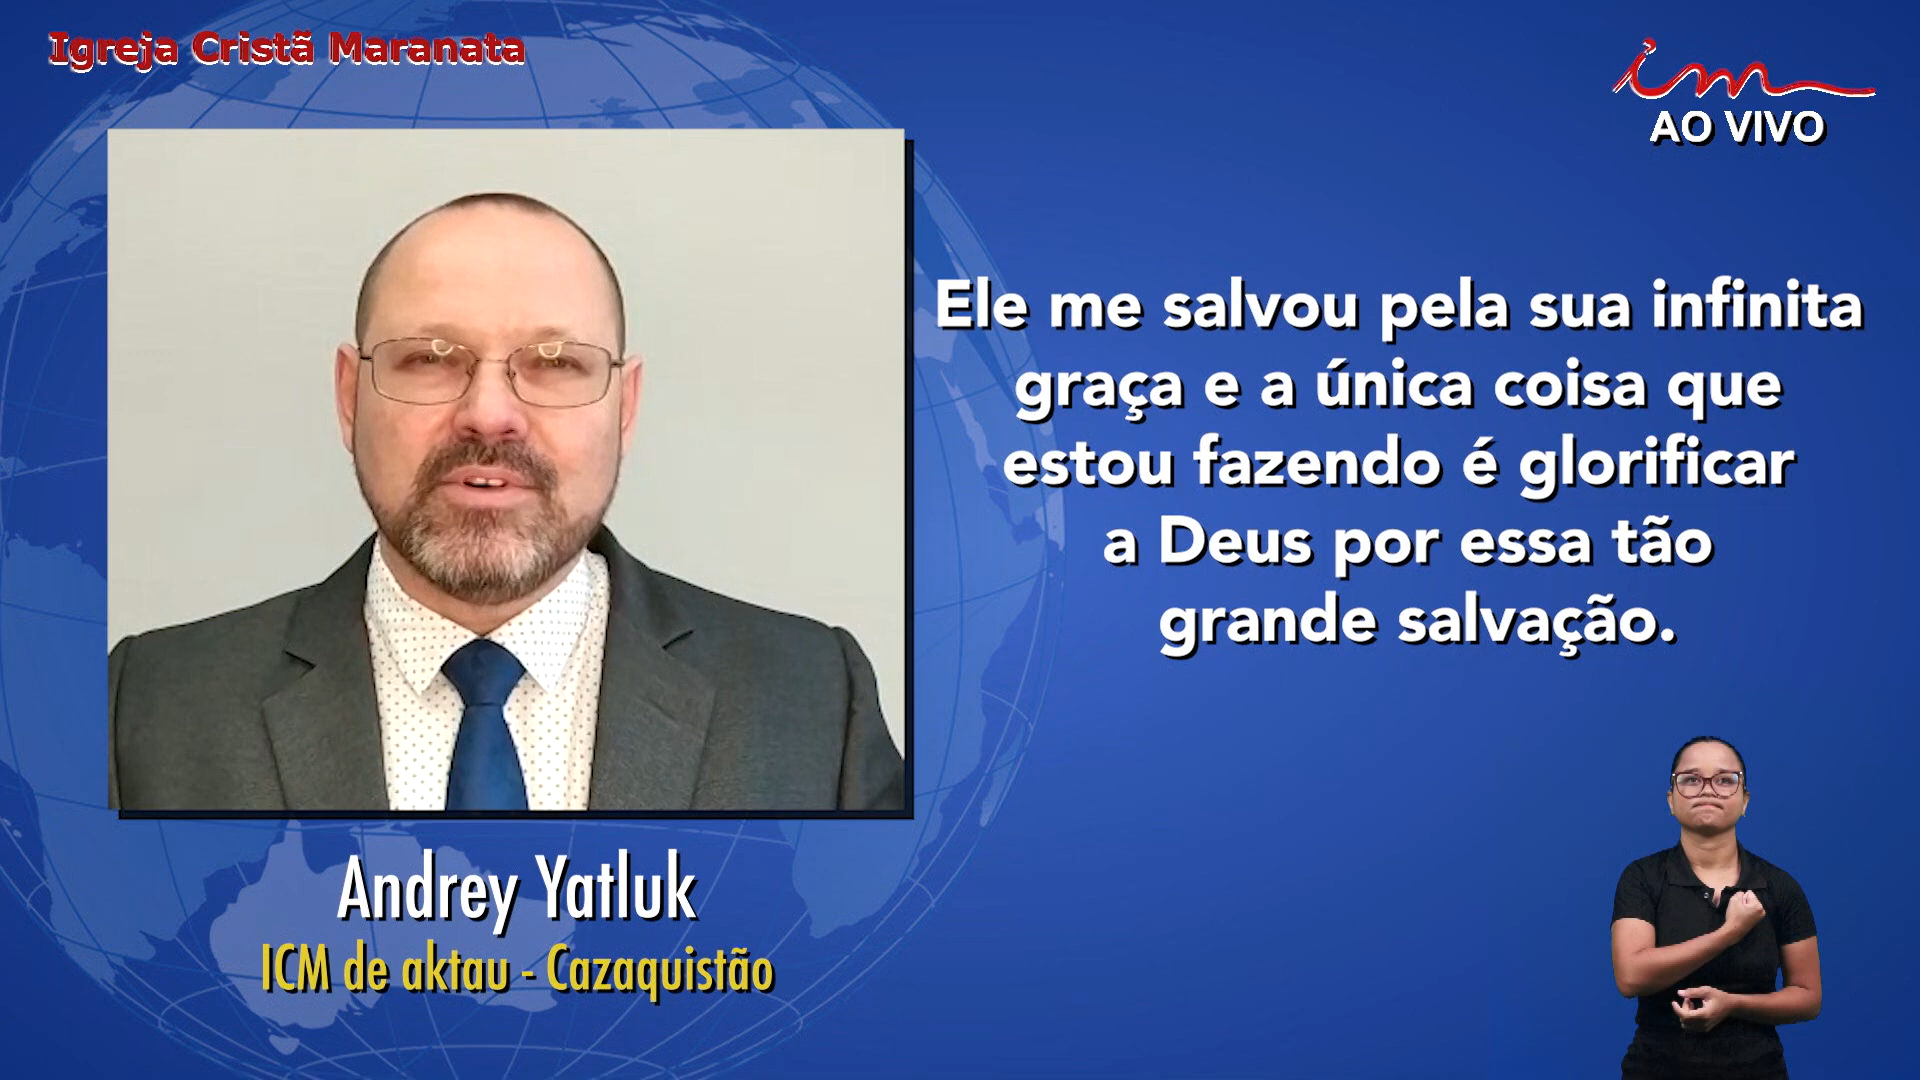 Igreja Cristã Maranata
im
AO VIVO
Ele me salvou pela sua infinita
graça e a única coisa que
estou fazendo é glorificar
a Deus por essa tão
grande salvação.
Andrey Yatluk
ICM de aktau - Cazaquistão